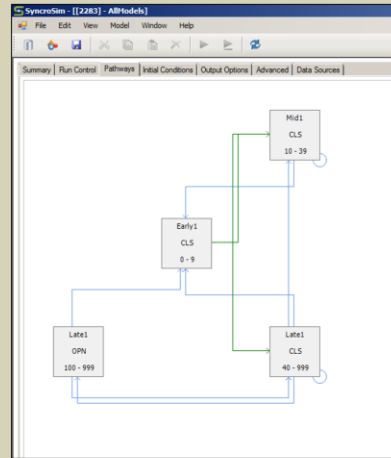 SyncroSim - [[2283] - AllModels]
File Edit View Model Window Help
Summary Run Control Pathways Initial Conditions Output Options Advanced Data Sources
Mid1
CLS
10 - 39
Early1
CLS
0 - 9
Late1
OPN
100 - 999
Late1
CLS
40 - 999